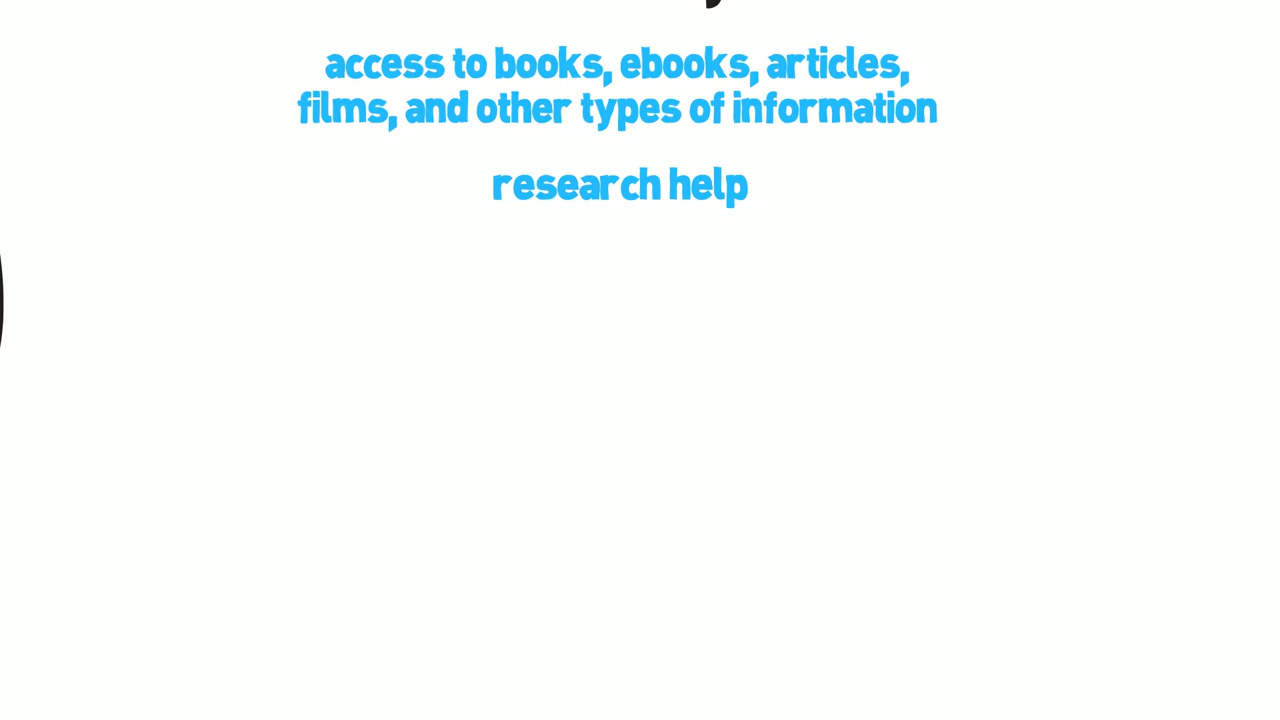 access to books, ebooks, articles,
films, and other types of information
research help